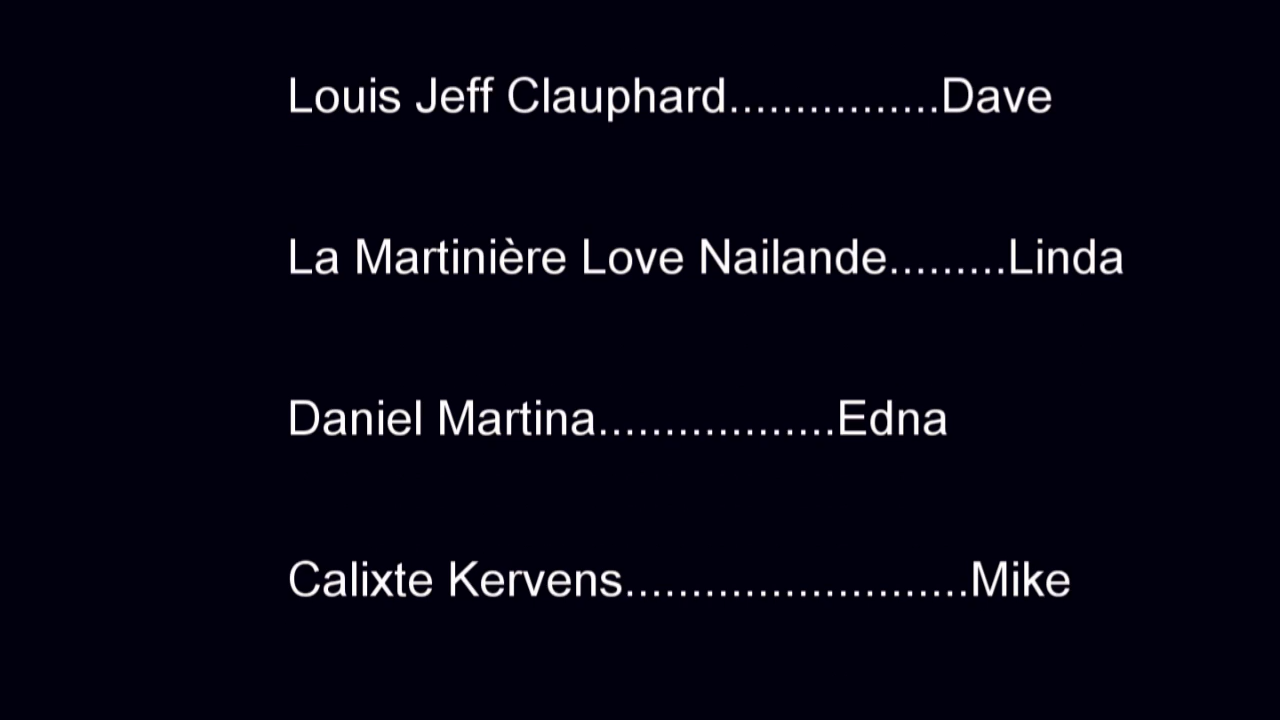 Louis Jeff Clauphard................Dave
La Martinière Love Nailande.........Linda
Daniel Martina..................Edna
Calixte Kervens..........................Mike